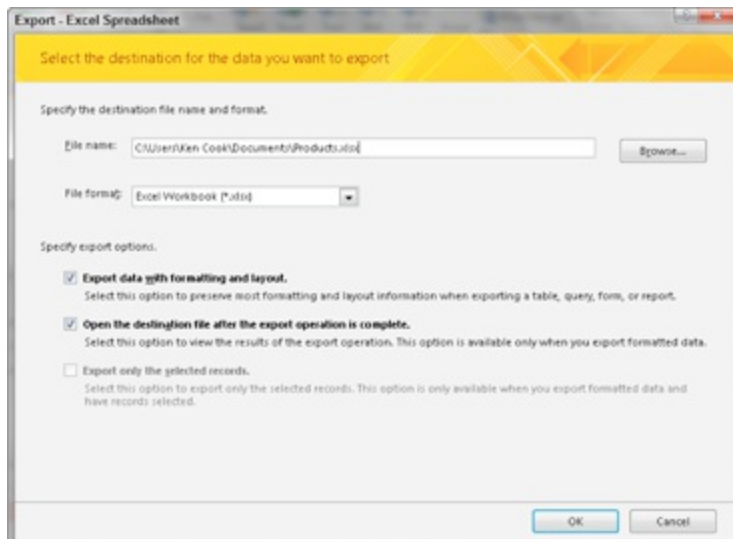 Export - Excel Spreadsheet
Select the destination for the data you want to export
Specify the destination file name and format.
File name: C:\Users\Ken Cook\Documents\Products.xlsx Browse...
File format: Excel Workbook (*.xlsx)
Specify export options.
Export data with formatting and layout.
Select this option to preserve most formatting and layout information when exporting a table, query, form, or report.
Open the destination file after the export operation is complete.
Select this option to view the results of the export operation. This option is available only when you export formatted data.
Export only the selected records.
Select this option to export only the selected records. This option is only available when you export formatted data and
have records selected.
OK Cancel